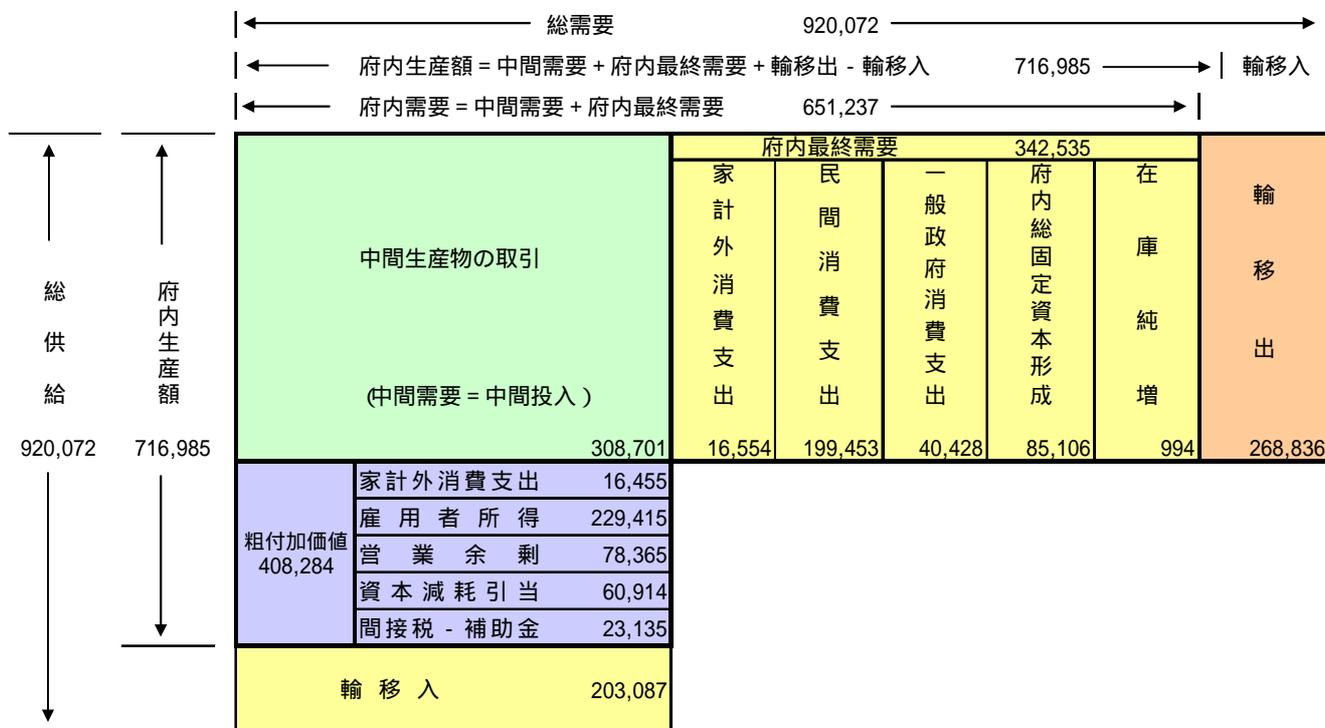 総需要 920,072
府内生産額 = 中間需要 + 府内最終需要 + 輸移出 - 輸移入 716,985 輸移入
府内需要 = 中間需要 + 府内最終需要 651,237
総供給
920,072
府内生産額
716,985
中間生産物の取引
(中間需要 = 中間投入)
308,701
府内最終需要 342,535
家計外消費支出
16,554
民間消費支出
199,453
一般政府消費支出
40,428
府内総固定資本形成
85,106
在庫純増
994
輸移出
268,836
粗付加価値
408,284
家計外消費支出 16,455
雇用者所得 229,415
営業余剰 78,365
資本減耗引当 60,914
間接税 - 補助金 23,135
輸移入 203,087